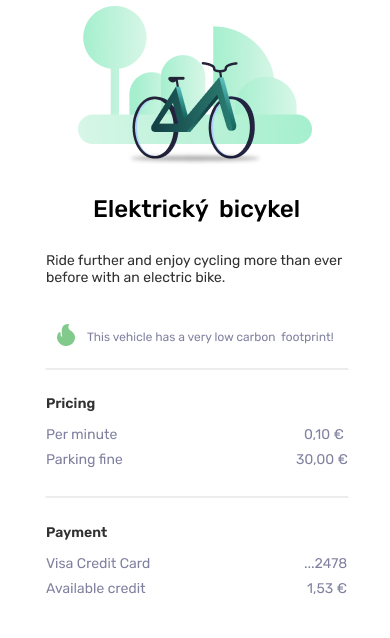 Elektrický bicykel
Ride further and enjoy cycling more than ever
before with an electric bike.
This vehicle has a very low carbon footprint!
Pricing
Per minute 0,10 €
Parking fine 30,00 €
Payment
Visa Credit Card ...2478
Available credit 1,53 €